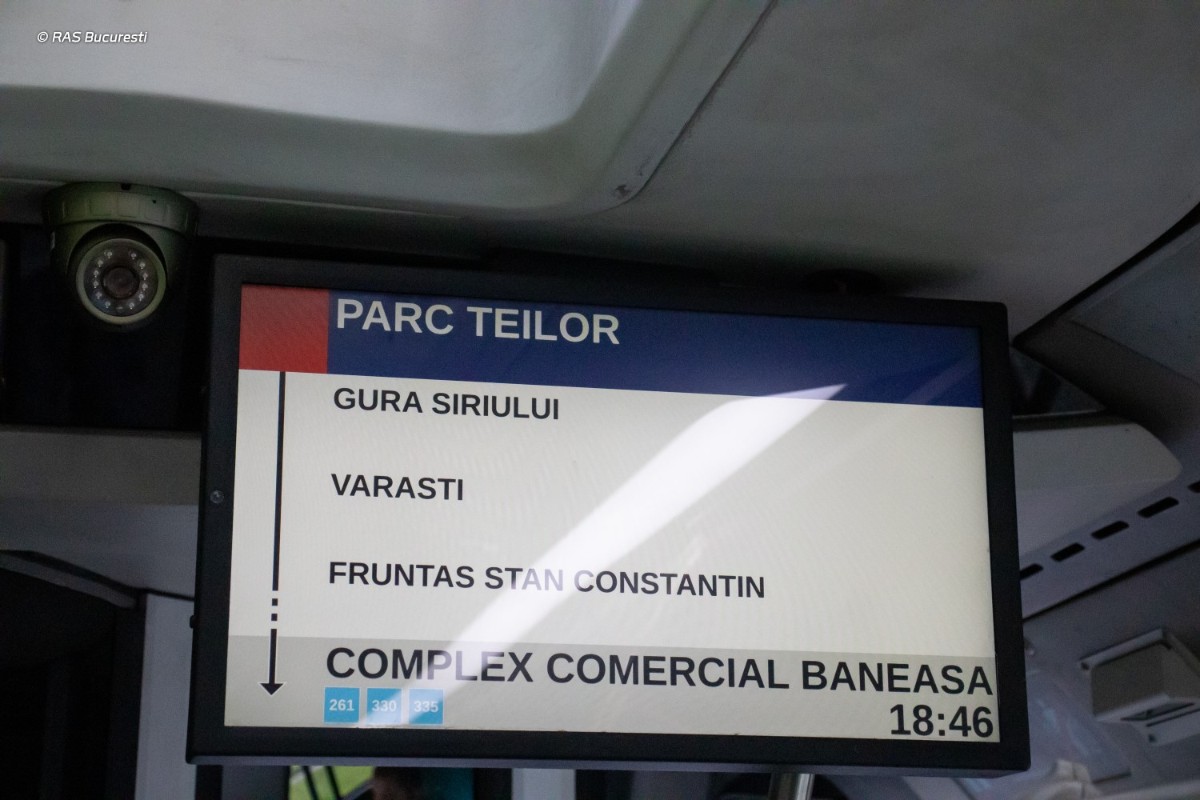 © RAS Bucuresti
PARC TEILOR
GURA SIRIULUI
VARASTI
FRUNTAS STAN CONSTANTIN
COMPLEX COMERCIAL BANEASA
261 330 335
18:46